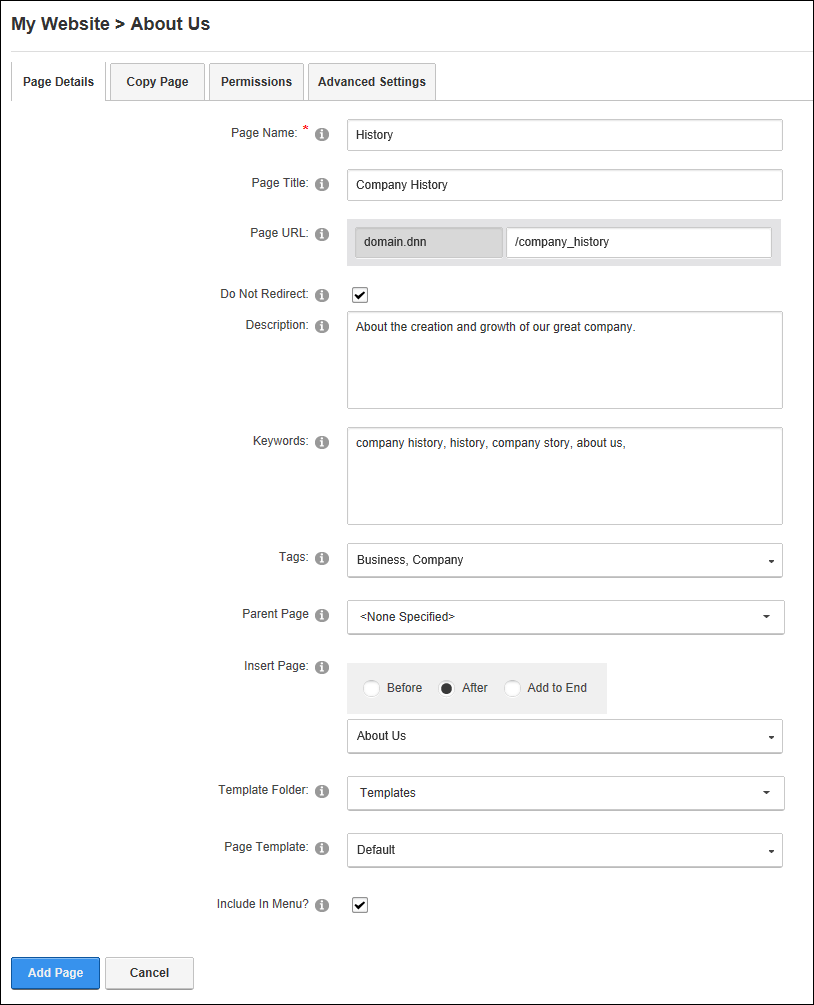 My Website > About Us
Page Details Copy Page Permissions Advanced Settings
Page Name: * History
Page Title: Company History
Page URL: domain.dnn /company_history
Do Not Redirect:
Description: About the creation and growth of our great company.
Keywords: company history, history, company story, about us,
Tags: Business, Company
Parent Page <None Specified>
Insert Page: Before After Add to End
About Us
Template Folder: Templates
Page Template: Default
Include In Menu?
Add Page Cancel